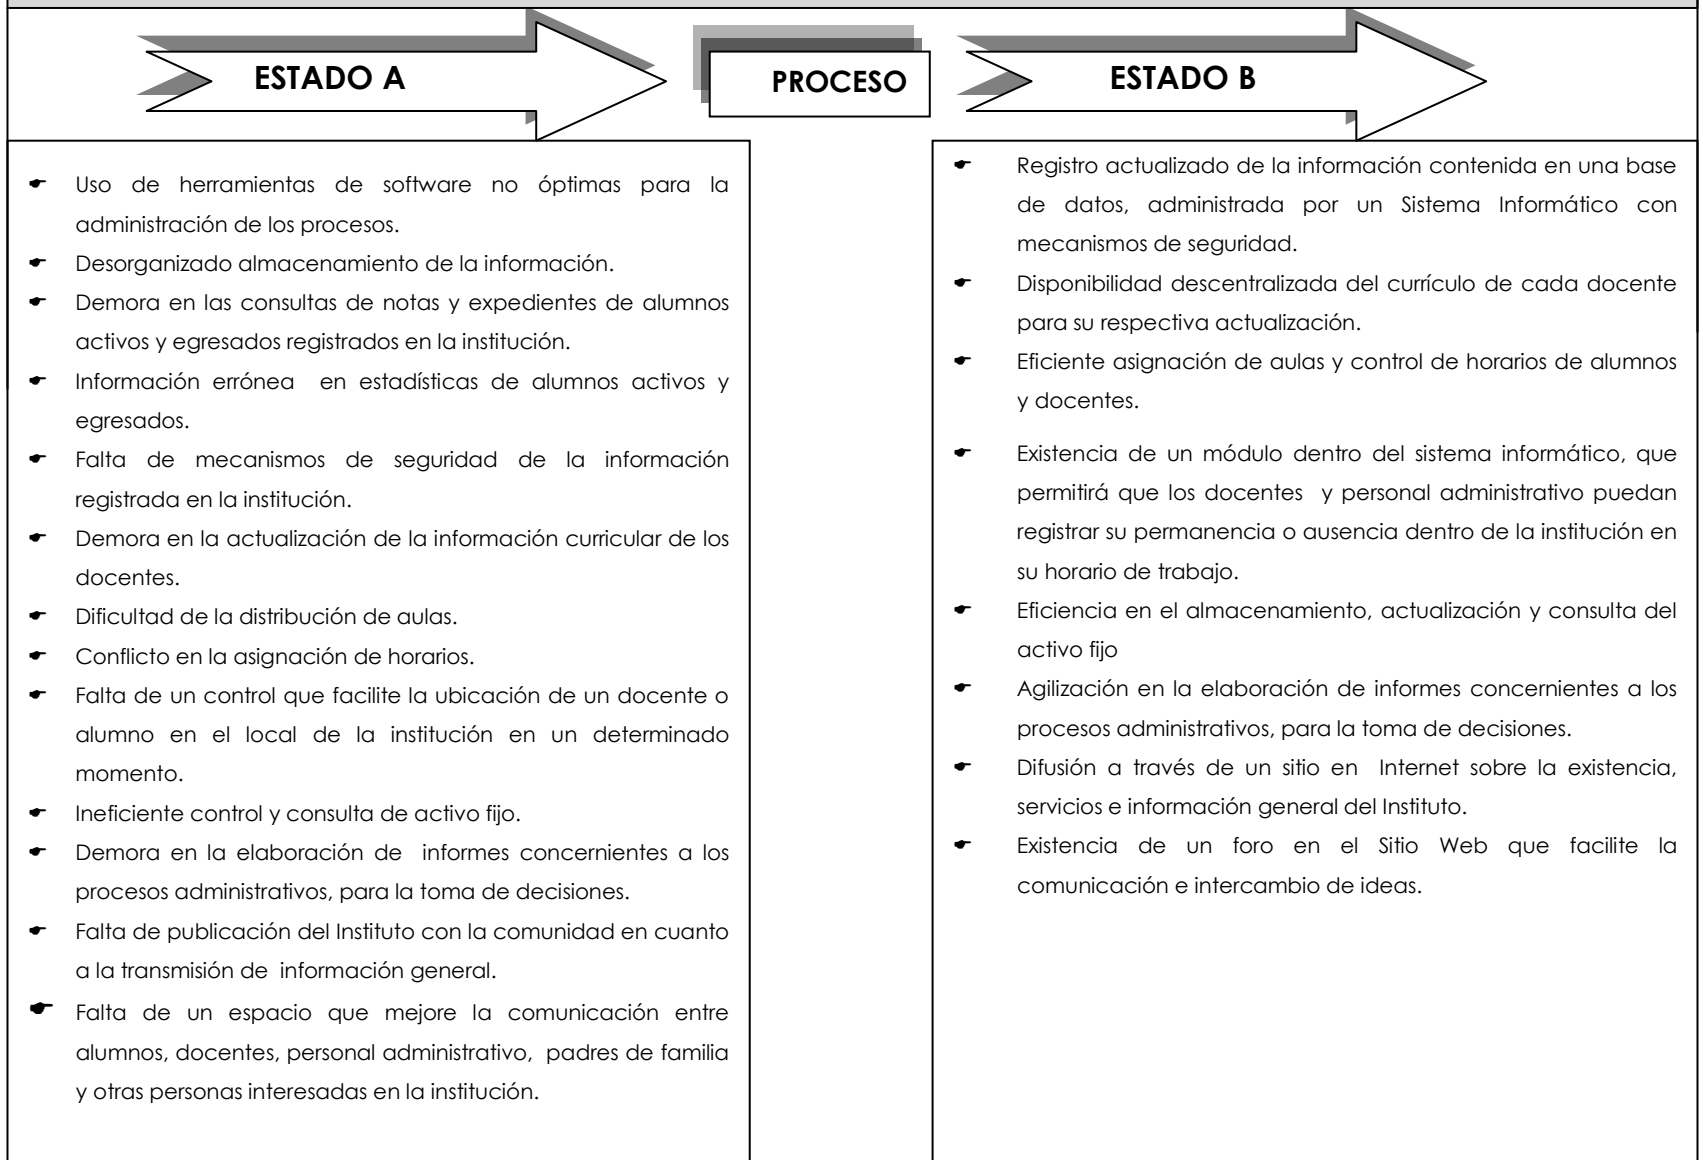 ESTADO A
PROCESO
ESTADO B
Uso de herramientas de software no óptimas para la
administración de los procesos.
Desorganizado almacenamiento de la información.
Demora en las consultas de notas y expedientes de alumnos
activos y egresados registrados en la institución.
Información errónea en estadísticas de alumnos activos y
egresados.
Falta de mecanismos de seguridad de la información
registrada en la institución.
Demora en la actualización de la información curricular de los
docentes.
Dificultad de la distribución de aulas.
Conflicto en la asignación de horarios.
Falta de un control que facilite la ubicación de un docente o
alumno en el local de la institución en un determinado
momento.
Ineficiente control y consulta de activo fijo.
Demora en la elaboración de informes concernientes a los
procesos administrativos, para la toma de decisiones.
Falta de publicación del Instituto con la comunidad en cuanto
a la transmisión de información general.
Falta de un espacio que mejore la comunicación entre
alumnos, docentes, personal administrativo, padres de familia
y otras personas interesadas en la institución.
Registro actualizado de la información contenida en una base
de datos, administrada por un Sistema Informático con
mecanismos de seguridad.
Disponibilidad descentralizada del currículo de cada docente
para su respectiva actualización.
Eficiente asignación de aulas y control de horarios de alumnos
y docentes.
Existencia de un módulo dentro del sistema informático, que
permitirá que los docentes y personal administrativo puedan
registrar su permanencia o ausencia dentro de la institución en
su horario de trabajo.
Eficiencia en el almacenamiento, actualización y consulta del
activo fijo
Agilización en la elaboración de informes concernientes a los
procesos administrativos, para la toma de decisiones.
Difusión a través de un sitio en Internet sobre la existencia,
servicios e información general del Instituto.
Existencia de un foro en el Sitio Web que facilite la
comunicación e intercambio de ideas.